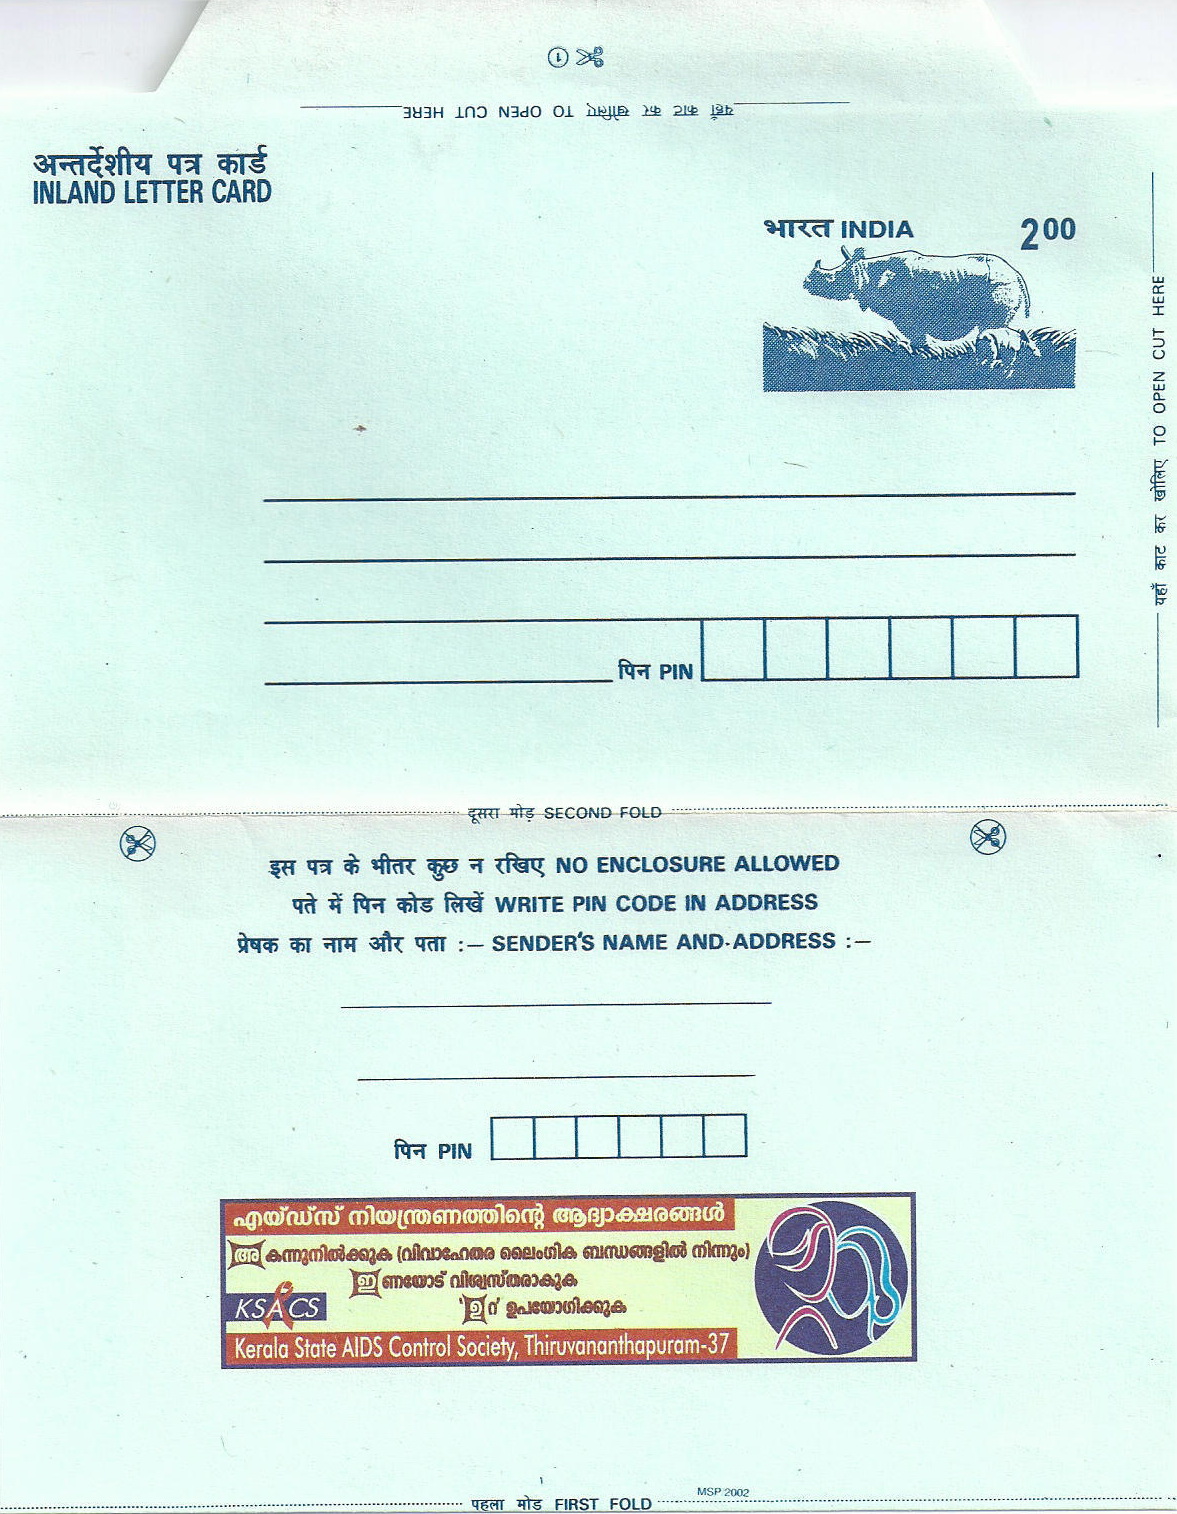 ①
यहाँ काट कर खोलिए TO OPEN CUT HERE
अन्तर्देशीय पत्र कार्ड
INLAND LETTER CARD
भारत INDIA 200
यहाँ काट कर खोलिए TO OPEN CUT HERE
पिन PIN
दूसरा मोड़ SECOND FOLD
इस पत्र के भीतर कुछ न रखिए NO ENCLOSURE ALLOWED
पते में पिन कोड लिखें WRITE PIN CODE IN ADDRESS
प्रेषक का नाम और पता :— SENDER'S NAME AND ADDRESS :—
पिन PIN
എയ്ഡ്സ് നിയന്ത്രണത്തിന്റെ ആദ്യാക്ഷരങ്ങൾ
അകന്നുനിൽക്കുക (വിവാഹേതര ലൈംഗിക ബന്ധങ്ങളിൽ നിന്നും)
ഇണയോട് വിശ്വസ്തരാകുക
'ഉറ' ഉപയോഗിക്കുക
KSACS
Kerala State AIDS Control Society, Thiruvananthapuram-37
MSP 2002
पहला मोड़ FIRST FOLD